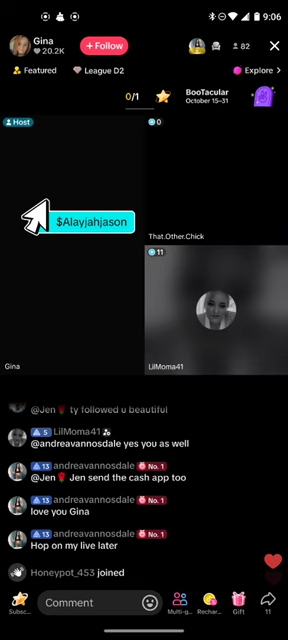 9:06
Gina
20.2K
+ Follow
82
Featured
League D2
Explore >
0/1
BooTacular
October 15–31
Host
0
$Alayjahjason
That.Other.Chick
11
Gina
LilMoma41
@Jen🌹 ty followed u beautiful
5 LilMoma41
@andreavannosdale yes you as well
13 andreavannosdale No. 1
@Jen🌹 Jen send the cash app too
13 andreavannosdale No. 1
love you Gina
13 andreavannosdale No. 1
Hop on my live later
Honeypot_453 joined
Subsc...
Comment
Multi-g...
Rechar...
Gift
11